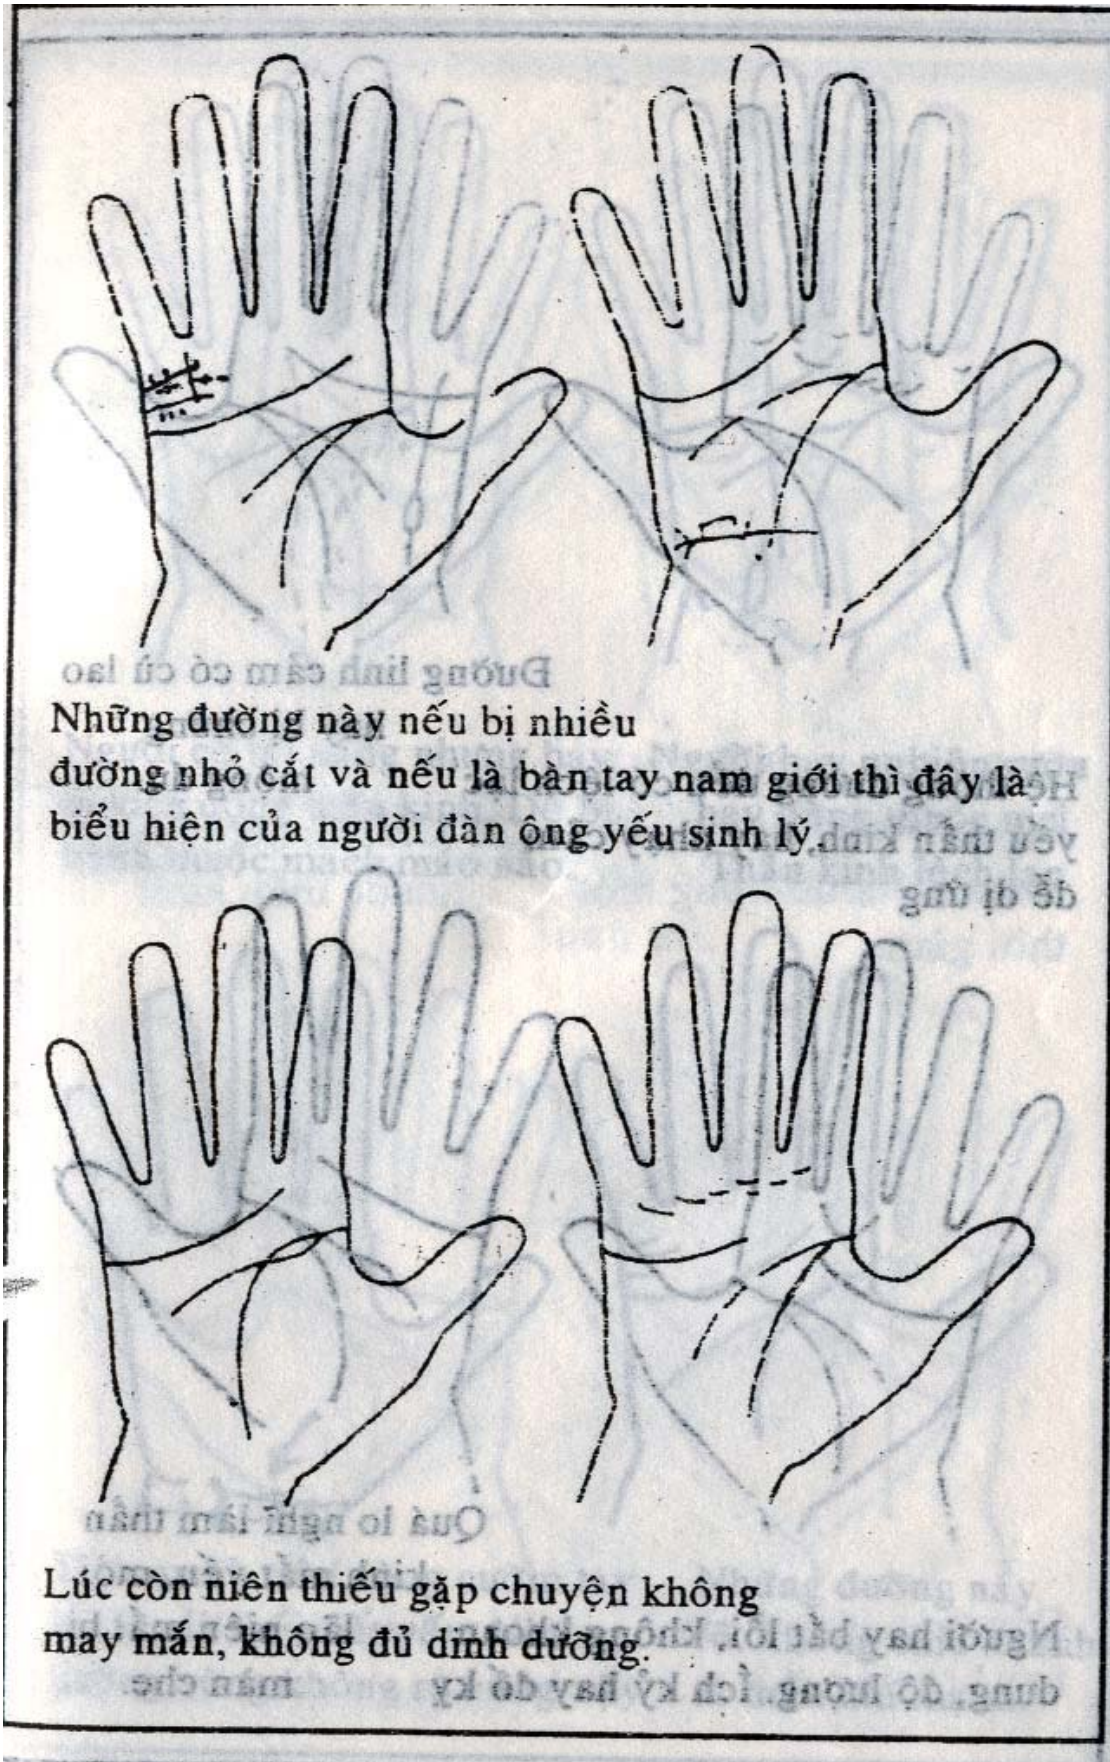 Những đường này nếu bị nhiều
đường nhỏ cắt và nếu là bàn tay nam giới thì đây là
biểu hiện của người đàn ông yếu sinh lý.
Lúc còn niên thiếu gặp chuyện không
may mắn, không đủ dinh dưỡng.